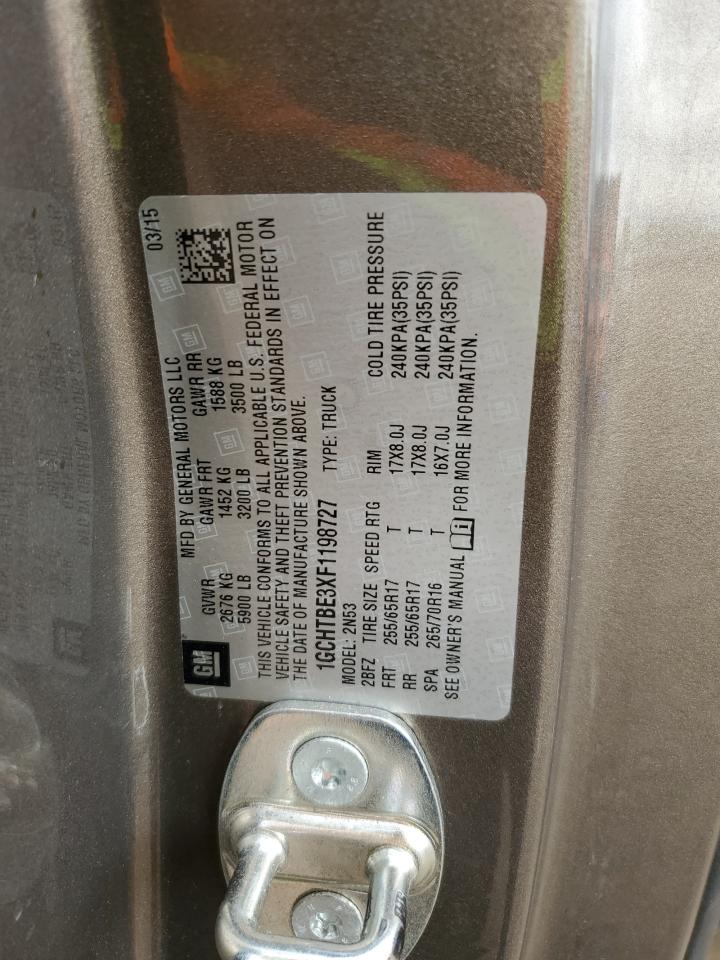 03/15
MFD BY GENERAL MOTORS LLC
GM
GVWR GAWR FRT GAWR RR
2676 KG 1452 KG 1588 KG
5900 LB 3200 LB 3500 LB
THIS VEHICLE CONFORMS TO ALL APPLICABLE U.S. FEDERAL MOTOR
VEHICLE SAFETY AND THEFT PREVENTION STANDARDS IN EFFECT ON
THE DATE OF MANUFACTURE SHOWN ABOVE.
1GCHTBE3XF1198727 TYPE: TRUCK
MODEL: 2N53
2BFZ TIRE SIZE SPEED RTG RIM COLD TIRE PRESSURE
FRT 255/65R17 T 17X8.0J 240KPA(35PSI)
RR 255/65R17 T 17X8.0J 240KPA(35PSI)
SPA 265/70R16 T 16X7.0J 240KPA(35PSI)
SEE OWNER'S MANUAL FOR MORE INFORMATION.